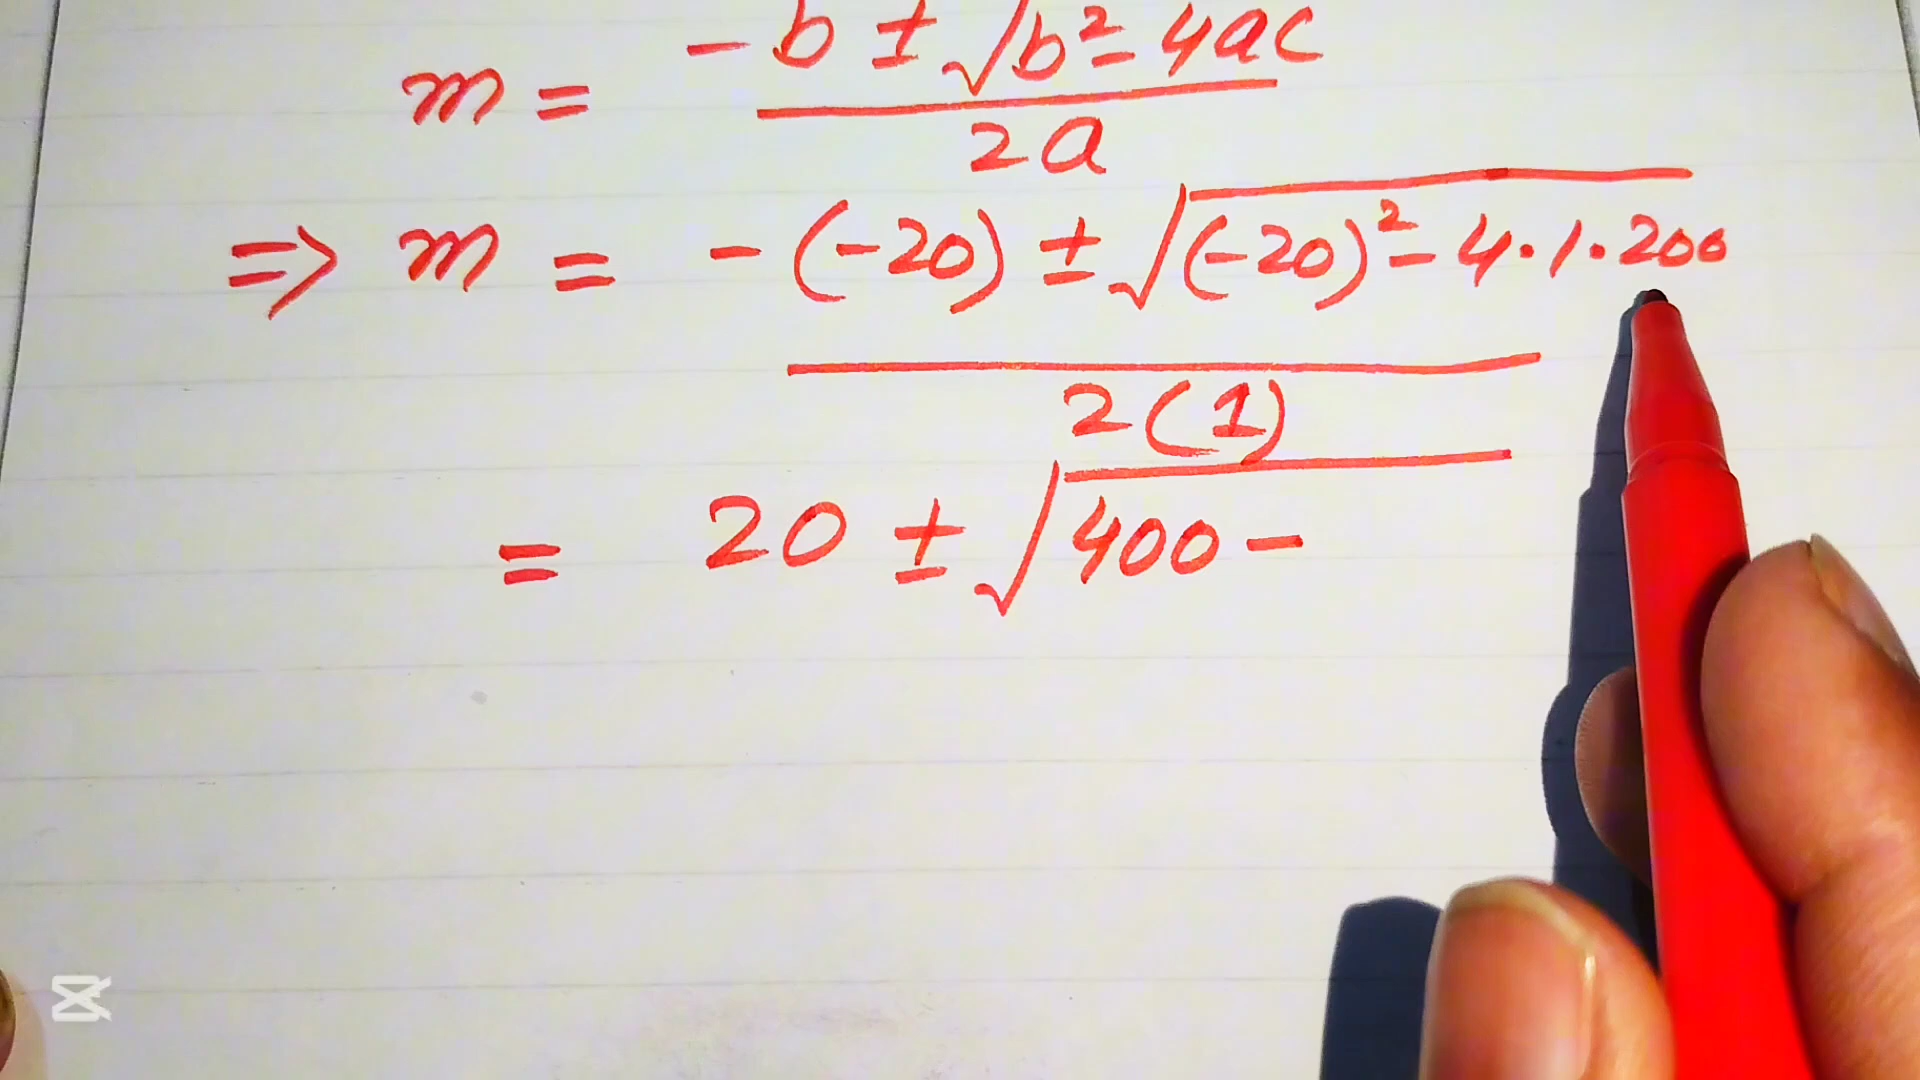 m = -b ± √b² - 4ac / 2a
⇒ m = -(-20) ± √(-20)² - 4·1·200 / 2(1)
= 20 ± √400 -